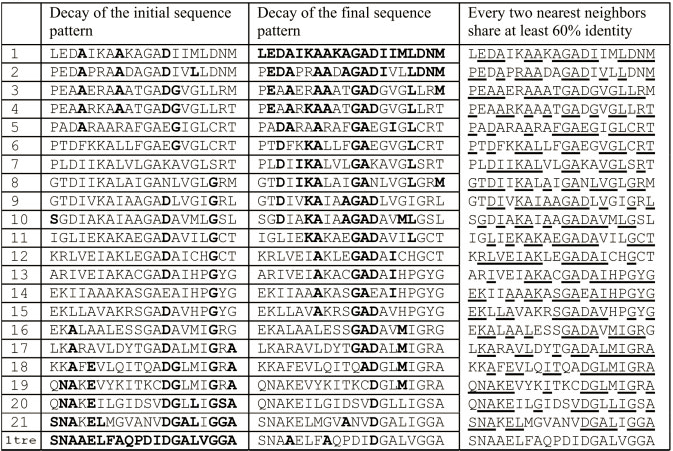 Decay of the initial sequence pattern | Decay of the final sequence pattern | Every two nearest neighbors share at least 60% identity
1 | LEDAIKAAKAGADIIMLDNM | LEDAIKAAKAGADIIMLDNM | LEDAIKAAKAGADIIMLDNM
2 | PEDAPRAADAGADIVLLDNM | PEDAPRAADAGADIVLLDNM | PEDAPRAADAGADIVLLDNM
3 | PEAAERAAATGADGVGLLRM | PEAAERAAATGADGVGLLRM | PEAAERAAATGADGVGLLRM
4 | PEAARKAAATGADGVGLLRT | PEAARKAAATGADGVGLLRT | PEAARKAAATGADGVGLLRT
5 | PADARAARAFGAEGIGLCRT | PADARAARAFGAEGIGLCRT | PADARAARAFGAEGIGLCRT
6 | PTDFKKALLFGAEGVGLCRT | PTDFKKALLFGAEGVGLCRT | PTDFKKALLFGAEGVGLCRT
7 | PLDIIKALVLGAKAVGLSRT | PLDIIKALVLGAKAVGLSRT | PLDIIKALVLGAKAVGLSRT
8 | GTDIIKALAIGANLVGLGRM | GTDIIKALAIGANLVGLGRM | GTDIIKALAIGANLVGLGRM
9 | GTDIVKAIAAGADLVGIGRL | GTDIVKAIAAGADLVGIGRL | GTDIVKAIAAGADLVGIGRL
10 | SGDIAKAIAAGADAVMLGSL | SGDIAKAIAAGADAVMLGSL | SGDIAKAIAAGADAVMLGSL
11 | IGLIEKAKAEGADAVILGCT | IGLIEKAKAEGADAVILGCT | IGLIEKAKAEGADAVILGCT
12 | KRLVEIAKLEGADAICHGCT | KRLVEIAKLEGADAICHGCT | KRLVEIAKLEGADAICHGCT
13 | ARIVEIAKACGADAIHPGYG | ARIVEIAKACGADAIHPGYG | ARIVEIAKACGADAIHPGYG
14 | EKIIAAAKASGAEAIHPGYG | EKIIAAAKASGAEAIHPGYG | EKIIAAAKASGAEAIHPGYG
15 | EKLLAVAKRSGADAVHPGYG | EKLLAVAKRSGADAVHPGYG | EKLLAVAKRSGADAVHPGYG
16 | EKALAALESSGADAVMIGRG | EKALAALESSGADAVMIGRG | EKALAALESSGADAVMIGRG
17 | LKARAVLDYTGADALMIGRA | LKARAVLDYTGADALMIGRA | LKARAVLDYTGADALMIGRA
18 | KKAFEVLQITQADGLMIGRA | KKAFEVLQITQADGLMIGRA | KKAFEVLQITQADGLMIGRA
19 | QNAKEVYKITKCDGLMIGRA | QNAKEVYKITKCDGLMIGRA | QNAKEVYKITKCDGLMIGRA
20 | QNAKEILGIDSVDGLLIGSA | QNAKEILGIDSVDGLLIGSA | QNAKEILGIDSVDGLLIGSA
21 | SNAKELMGVANVDGALIGGA | SNAKELMGVANVDGALIGGA | SNAKELMGVANVDGALIGGA
1tre | SNAAELFAQPDIDGALVGGA | SNAAELFAQPDIDGALVGGA | SNAAELFAQPDIDGALVGGA